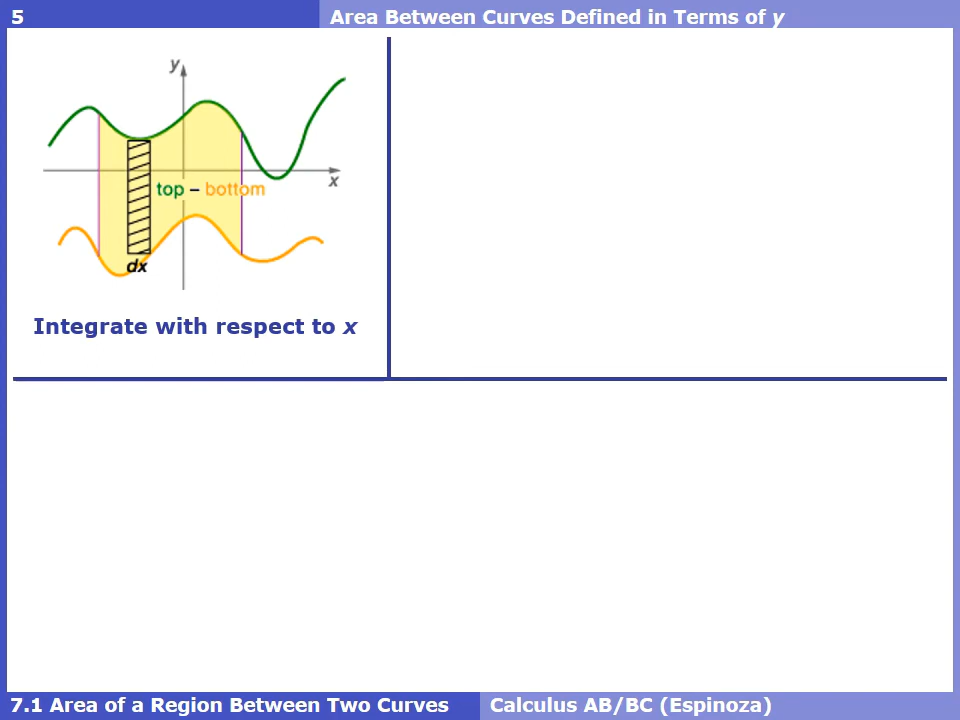 5
Area Between Curves Defined in Terms of y
y
x
top – bottom
dx
Integrate with respect to x
7.1 Area of a Region Between Two Curves
Calculus AB/BC (Espinoza)